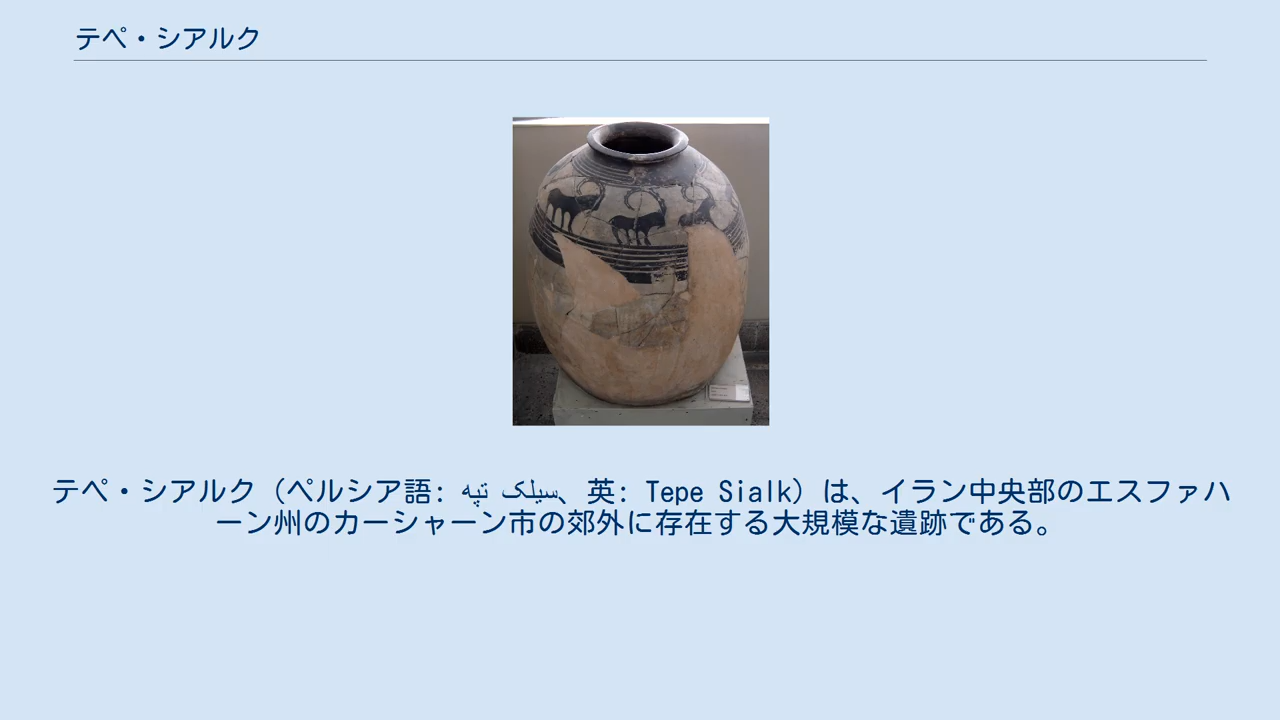 テペ・シアルク
テペ・シアルク（ペルシア語: تپه سیلک、英: Tepe Sialk）は、イラン中央部のエスファハ
ーン州のカーシャーン市の郊外に存在する大規模な遺跡である。